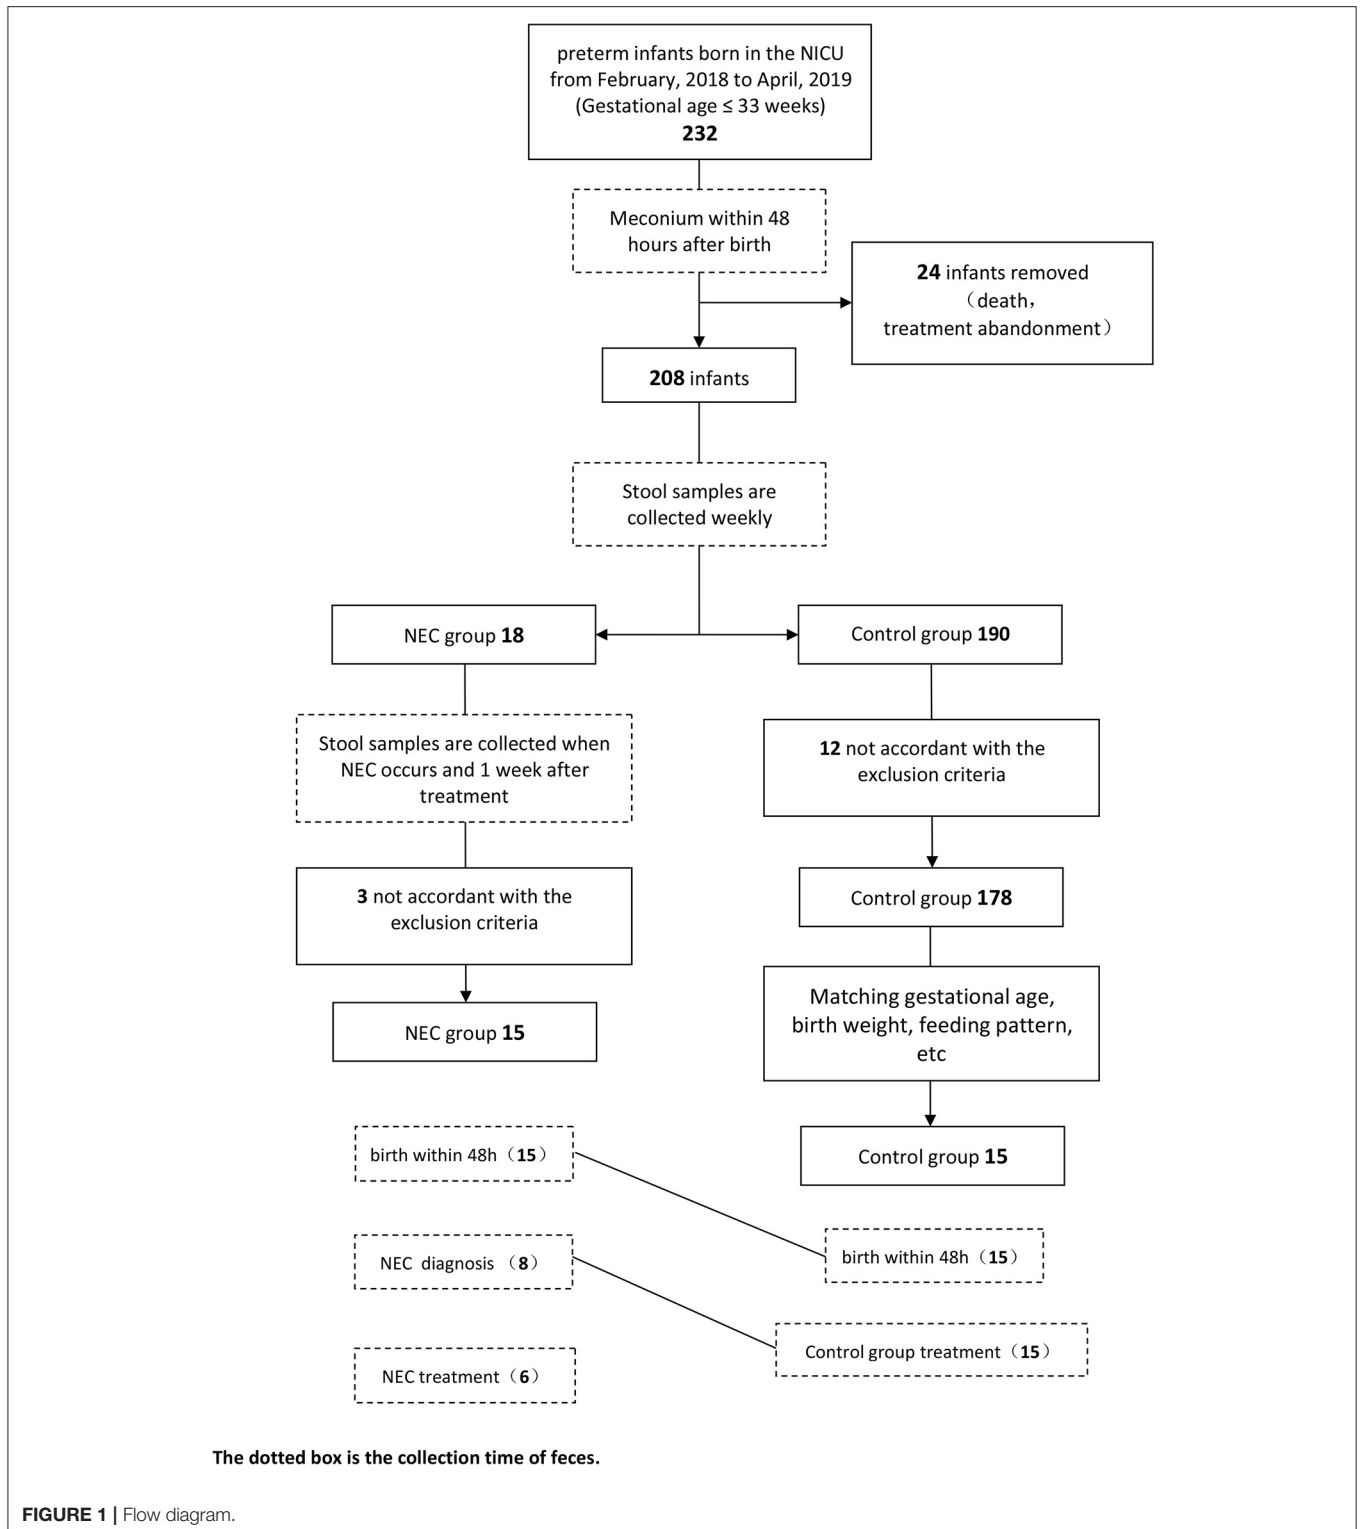 preterm infants born in the NICU
from February, 2018 to April, 2019
(Gestational age ≤ 33 weeks)
232
Meconium within 48
hours after birth
24 infants removed
（death，
treatment abandonment）
208 infants
Stool samples are
collected weekly
NEC group 18
Control group 190
Stool samples are collected when
NEC occurs and 1 week after
treatment
12 not accordant with the
exclusion criteria
3 not accordant with the
exclusion criteria
Control group 178
NEC group 15
Matching gestational age,
birth weight, feeding pattern,
etc
birth within 48h（15）
Control group 15
NEC diagnosis （8）
birth within 48h（15）
NEC treatment（6）
Control group treatment（15）
The dotted box is the collection time of feces.
FIGURE 1 | Flow diagram.